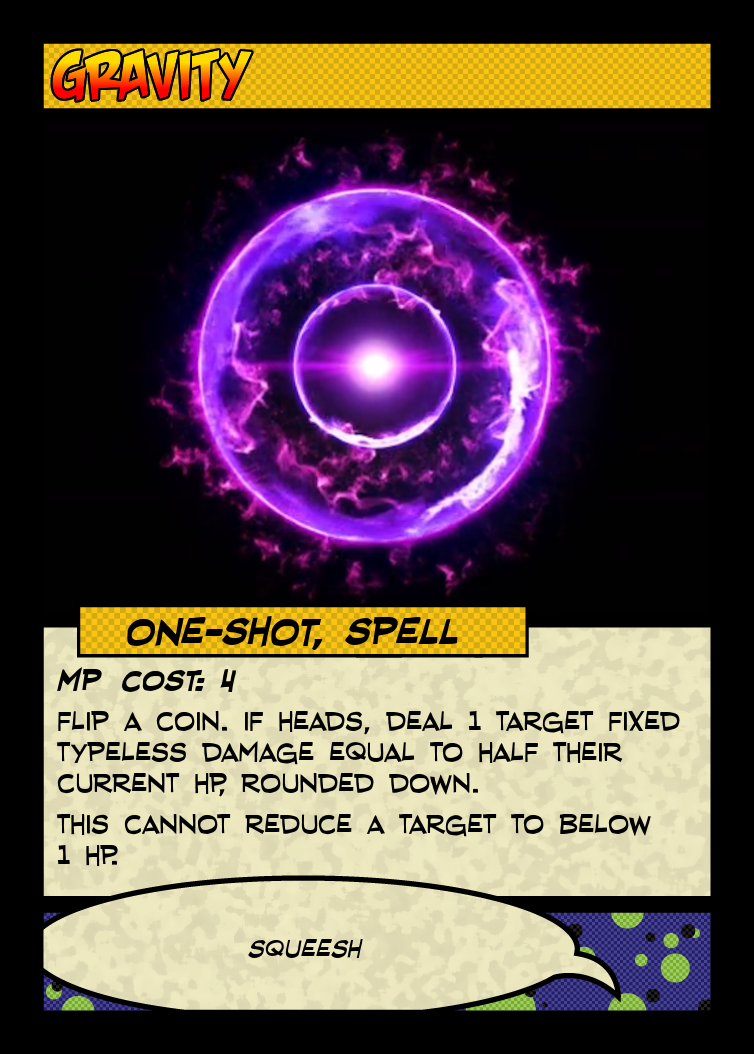 GRAVITY
ONE-SHOT, SPELL
MP COST: 4
FLIP A COIN. IF HEADS, DEAL 1 TARGET FIXED
TYPELESS DAMAGE EQUAL TO HALF THEIR
CURRENT HP, ROUNDED DOWN.
THIS CANNOT REDUCE A TARGET TO BELOW
1 HP.
SQUEESH